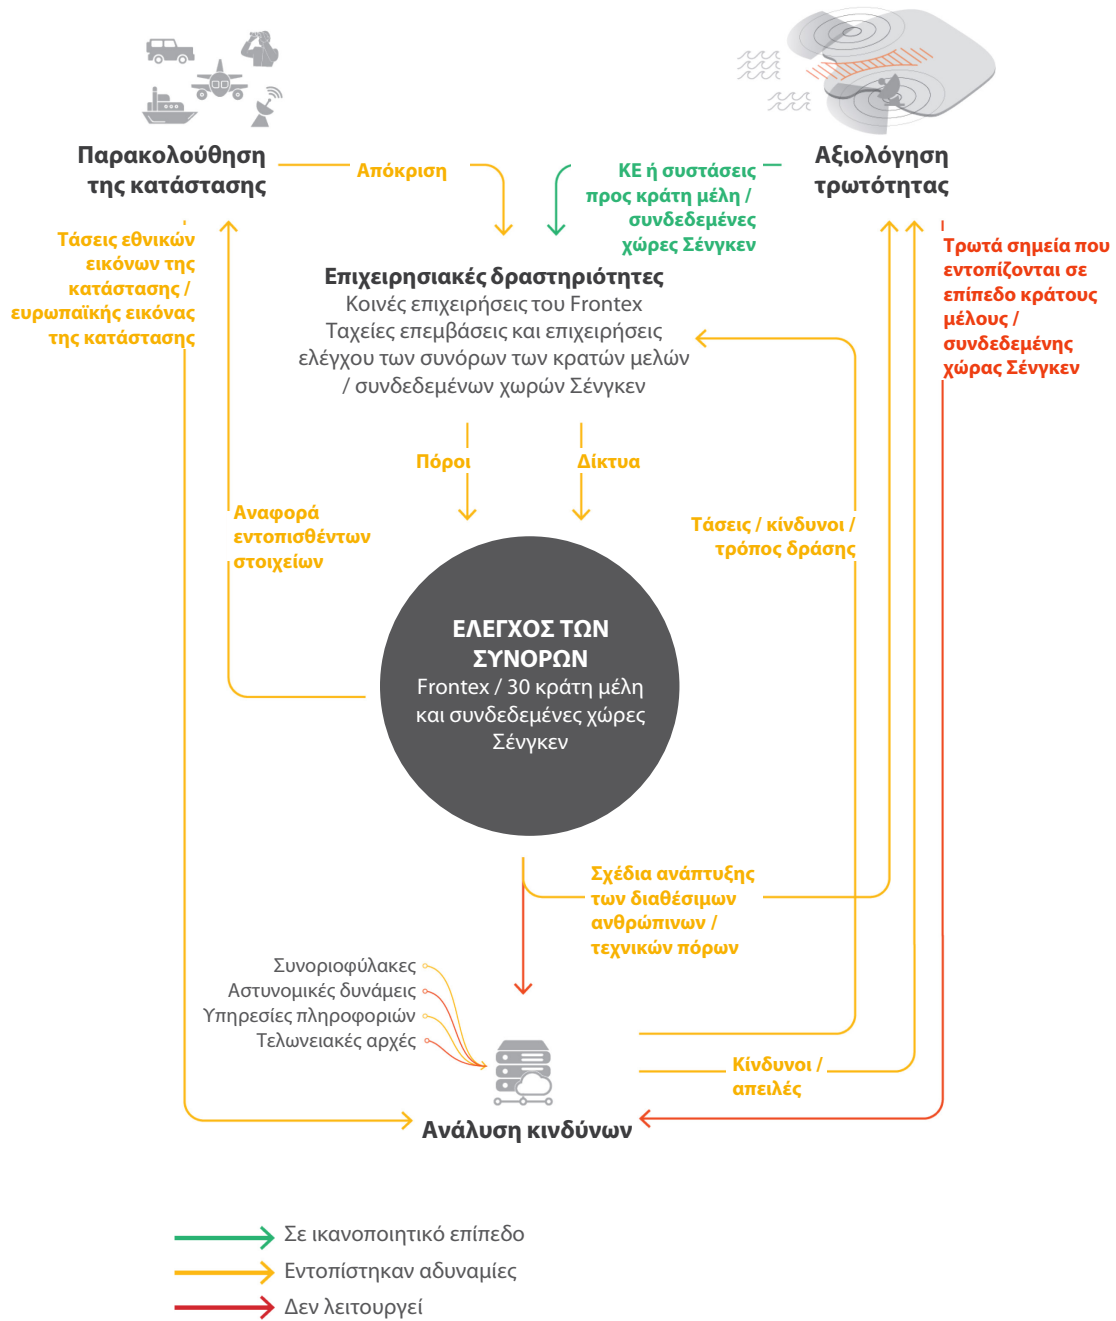 Παρακολούθηση
της κατάστασης
Απόκριση
ΚΕ ή συστάσεις
προς κράτη μέλη /
συνδεδεμένες
χώρες Σένγκεν
Αξιολόγηση
τρωτότητας
Τάσεις εθνικών
εικόνων της
κατάστασης /
ευρωπαϊκής εικόνας
της κατάστασης
Τρωτά σημεία που
εντοπίζονται σε
επίπεδο κράτους
μέλους /
συνδεδεμένης
χώρας Σένγκεν
Επιχειρησιακές δραστηριότητες
Κοινές επιχειρήσεις του Frontex
Ταχείες επεμβάσεις και επιχειρήσεις
ελέγχου των συνόρων των κρατών μελών
/ συνδεδεμένων χωρών Σένγκεν
Πόροι
Δίκτυα
Αναφορά
εντοπισθέντων
στοιχείων
Τάσεις / κίνδυνοι /
τρόπος δράσης
ΕΛΕΓΧΟΣ ΤΩΝ
ΣΥΝΟΡΩΝ
Frontex / 30 κράτη μέλη
και συνδεδεμένες χώρες
Σένγκεν
Σχέδια ανάπτυξης
των διαθέσιμων
ανθρώπινων /
τεχνικών πόρων
Συνοριοφύλακες
Αστυνομικές δυνάμεις
Υπηρεσίες πληροφοριών
Τελωνειακές αρχές
Κίνδυνοι /
απειλές
Ανάλυση κινδύνων
Σε ικανοποιητικό επίπεδο
Εντοπίστηκαν αδυναμίες
Δεν λειτουργεί